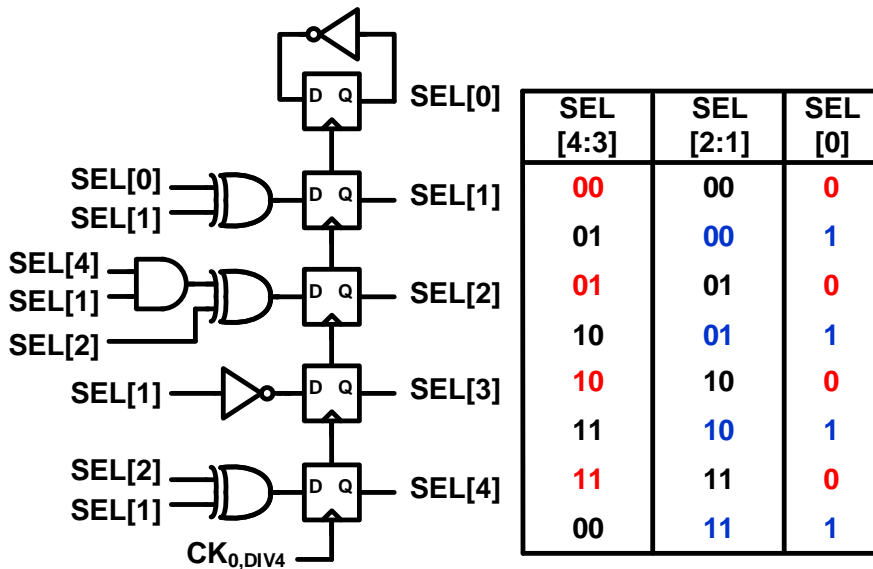 D Q SEL[0]
SEL[0]
SEL[1]
D Q SEL[1]
SEL[4]
SEL[1]
SEL[2]
D Q SEL[2]
SEL[1]
D Q SEL[3]
SEL[2]
SEL[1]
D Q SEL[4]
CK0,DIV4
SEL [4:3] SEL [2:1] SEL [0]
00 00 0
01 00 1
01 01 0
10 01 1
10 10 0
11 10 1
11 11 0
00 11 1